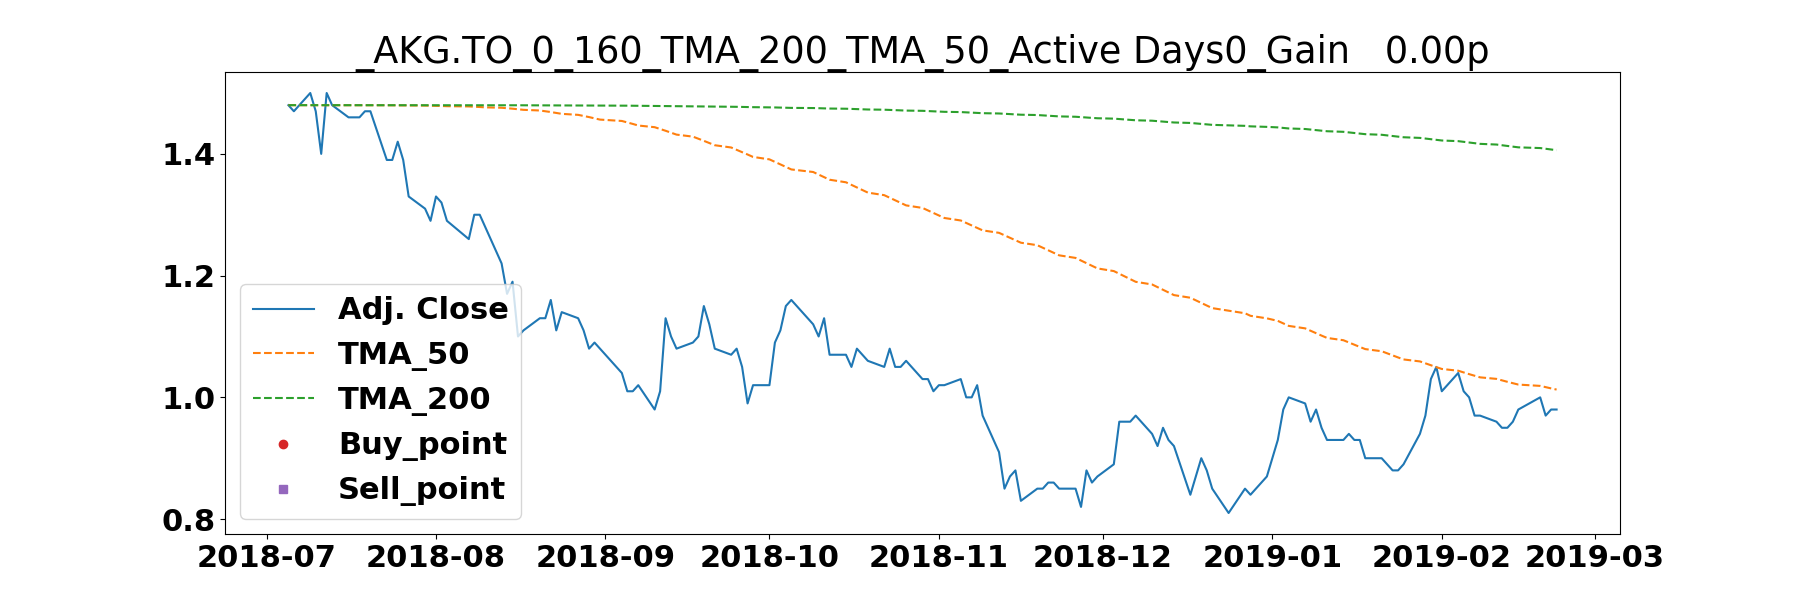 _AKG.TO_0_160_TMA_200_TMA_50_Active Days0_Gain   0.00p
1.4
1.2
1.0
0.8
Adj. Close
TMA_50
TMA_200
Buy_point
Sell_point
2018-07 2018-08 2018-09 2018-10 2018-11 2018-12 2019-01 2019-02 2019-03